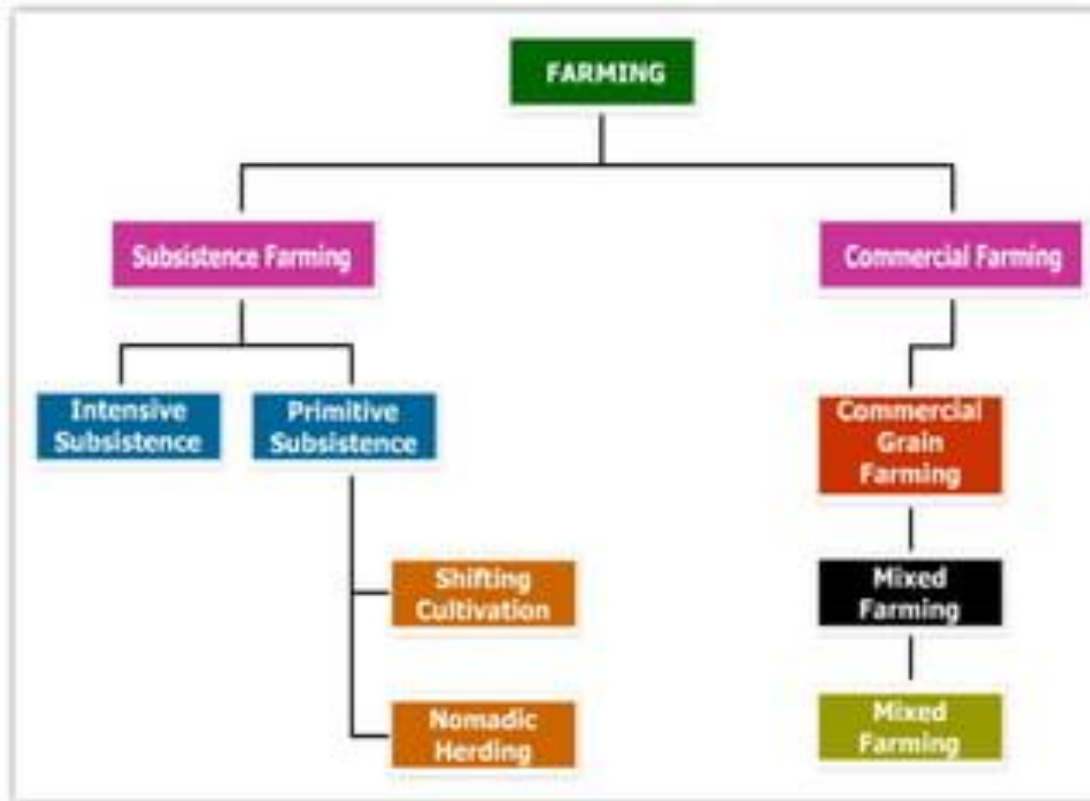 FARMING
Subsistence Farming
Commercial Farming
Intensive
Subsistence
Primitive
Subsistence
Commercial
Grain
Farming
Shifting
Cultivation
Mixed
Farming
Nomadic
Herding
Mixed
Farming